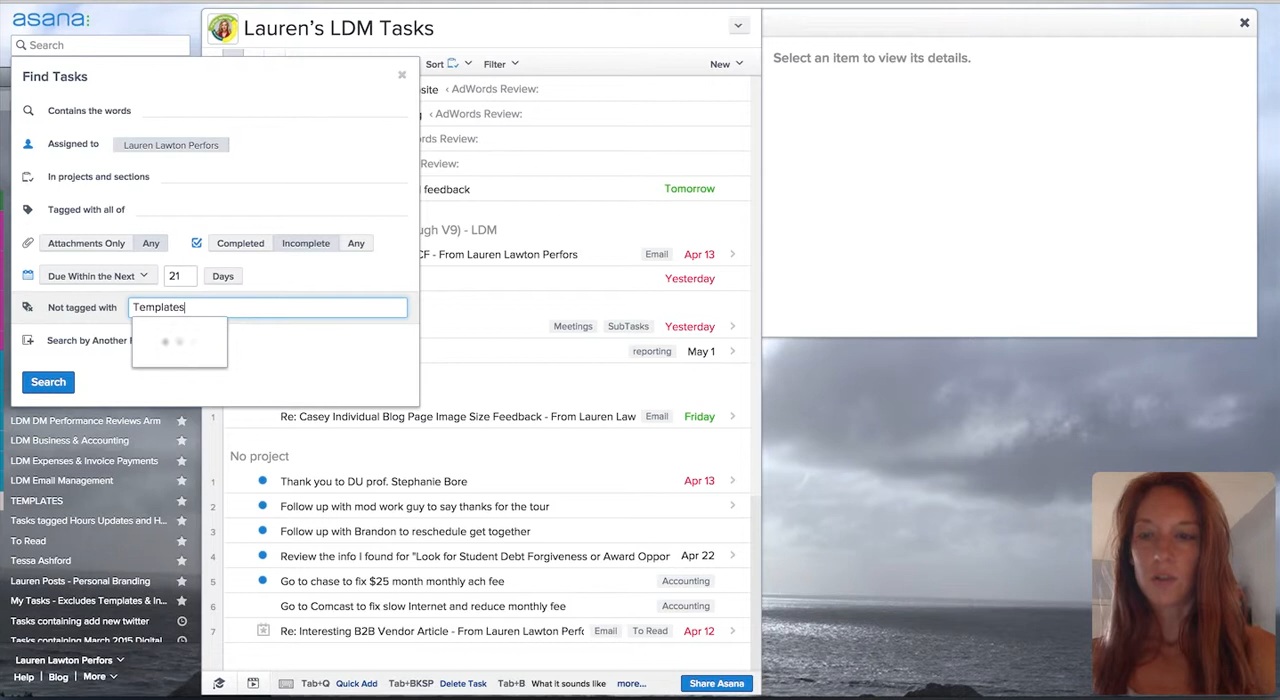 asana:
Search
Find Tasks
Contains the words
Assigned to Lauren Lawton Perfors
In projects and sections
Tagged with all of
Attachments Only Any Completed Incomplete Any
Due Within the Next 21 Days
Not tagged with Templates
Search by Another
Search
LDM DM Performance Reviews Arm
LDM Business & Accounting
LDM Expenses & Invoice Payments
LDM Email Management
TEMPLATES
Tasks tagged Hours Updates and H...
To Read
Tessa Ashford
Lauren Posts - Personal Branding
My Tasks - Excludes Templates & In...
Tasks containing add new twitter
Tasks containing March 2015 Digital
Lauren Lawton Perfors
Help | Blog | More
Lauren's LDM Tasks
Sort Filter New
site ‹ AdWords Review:
‹ AdWords Review:
rds Review:
Review:
feedback Tomorrow
ugh V9) - LDM
CF - From Lauren Lawton Perfors Email Apr 13
Yesterday
Meetings SubTasks Yesterday
reporting May 1
1 Re: Casey Individual Blog Page Image Size Feedback - From Lauren Law Email Friday
No project
1 Thank you to DU prof. Stephanie Bore Apr 13
2 Follow up with mod work guy to say thanks for the tour
3 Follow up with Brandon to reschedule get together
4 Review the info I found for "Look for Student Debt Forgiveness or Award Oppor Apr 22
5 Go to chase to fix $25 month monthly ach fee Accounting
6 Go to Comcast to fix slow Internet and reduce monthly fee Accounting
7 Re: Interesting B2B Vendor Article - From Lauren Lawton Perfc Email To Read Apr 12
Tab+Q Quick Add Tab+BKSP Delete Task Tab+B What it sounds like more... Share Asana
Select an item to view its details.